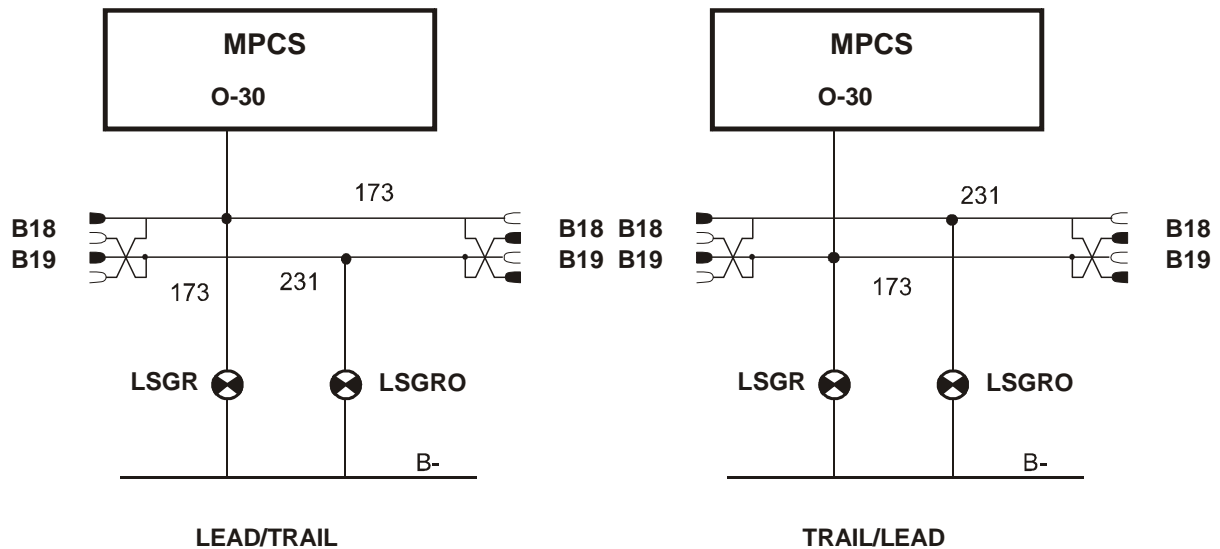 MPCS
O-30
MPCS
O-30
173
231
B18
B19
B18 B18
B19 B19
B18
B19
173
231
173
LSGR
LSGRO
LSGR
LSGRO
B-
B-
LEAD/TRAIL
TRAIL/LEAD